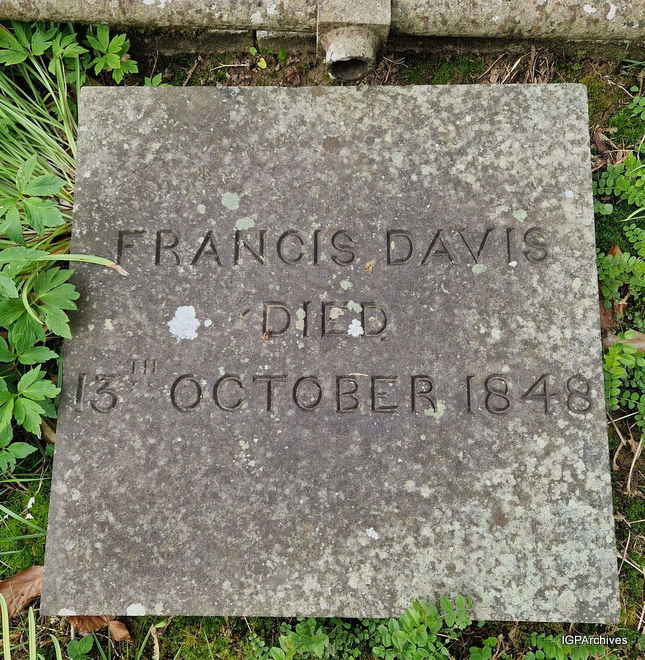 FRANCIS DAVIS
DIED
13TH OCTOBER 1848
IGPArchives